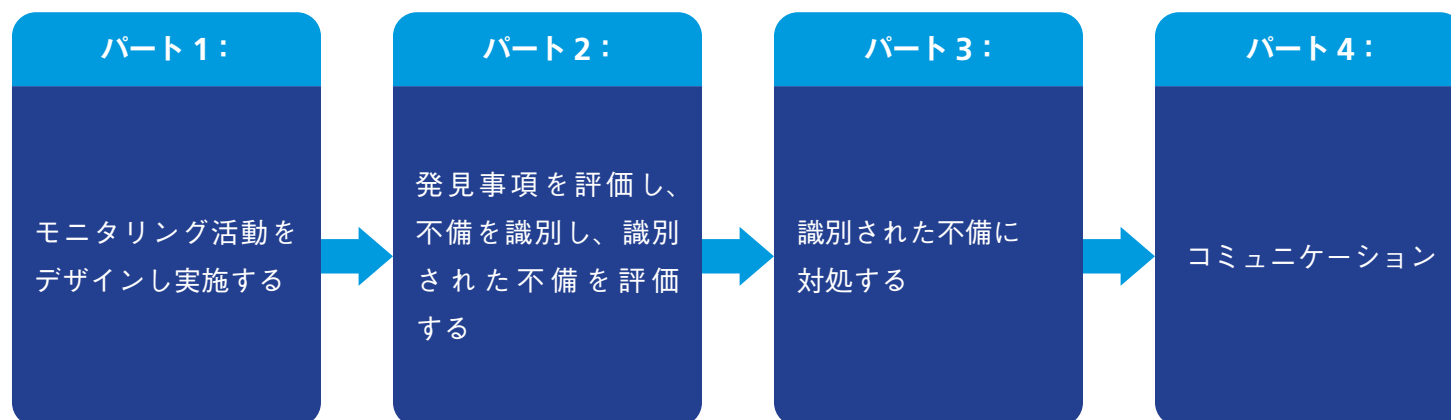 パート 1：
モニタリング活動を
デザインし実施する
パート 2：
発見事項を評価し、
不備を識別し、識別
された不備を評価
する
パート 3：
識別された不備に
対処する
パート 4：
コミュニケーション